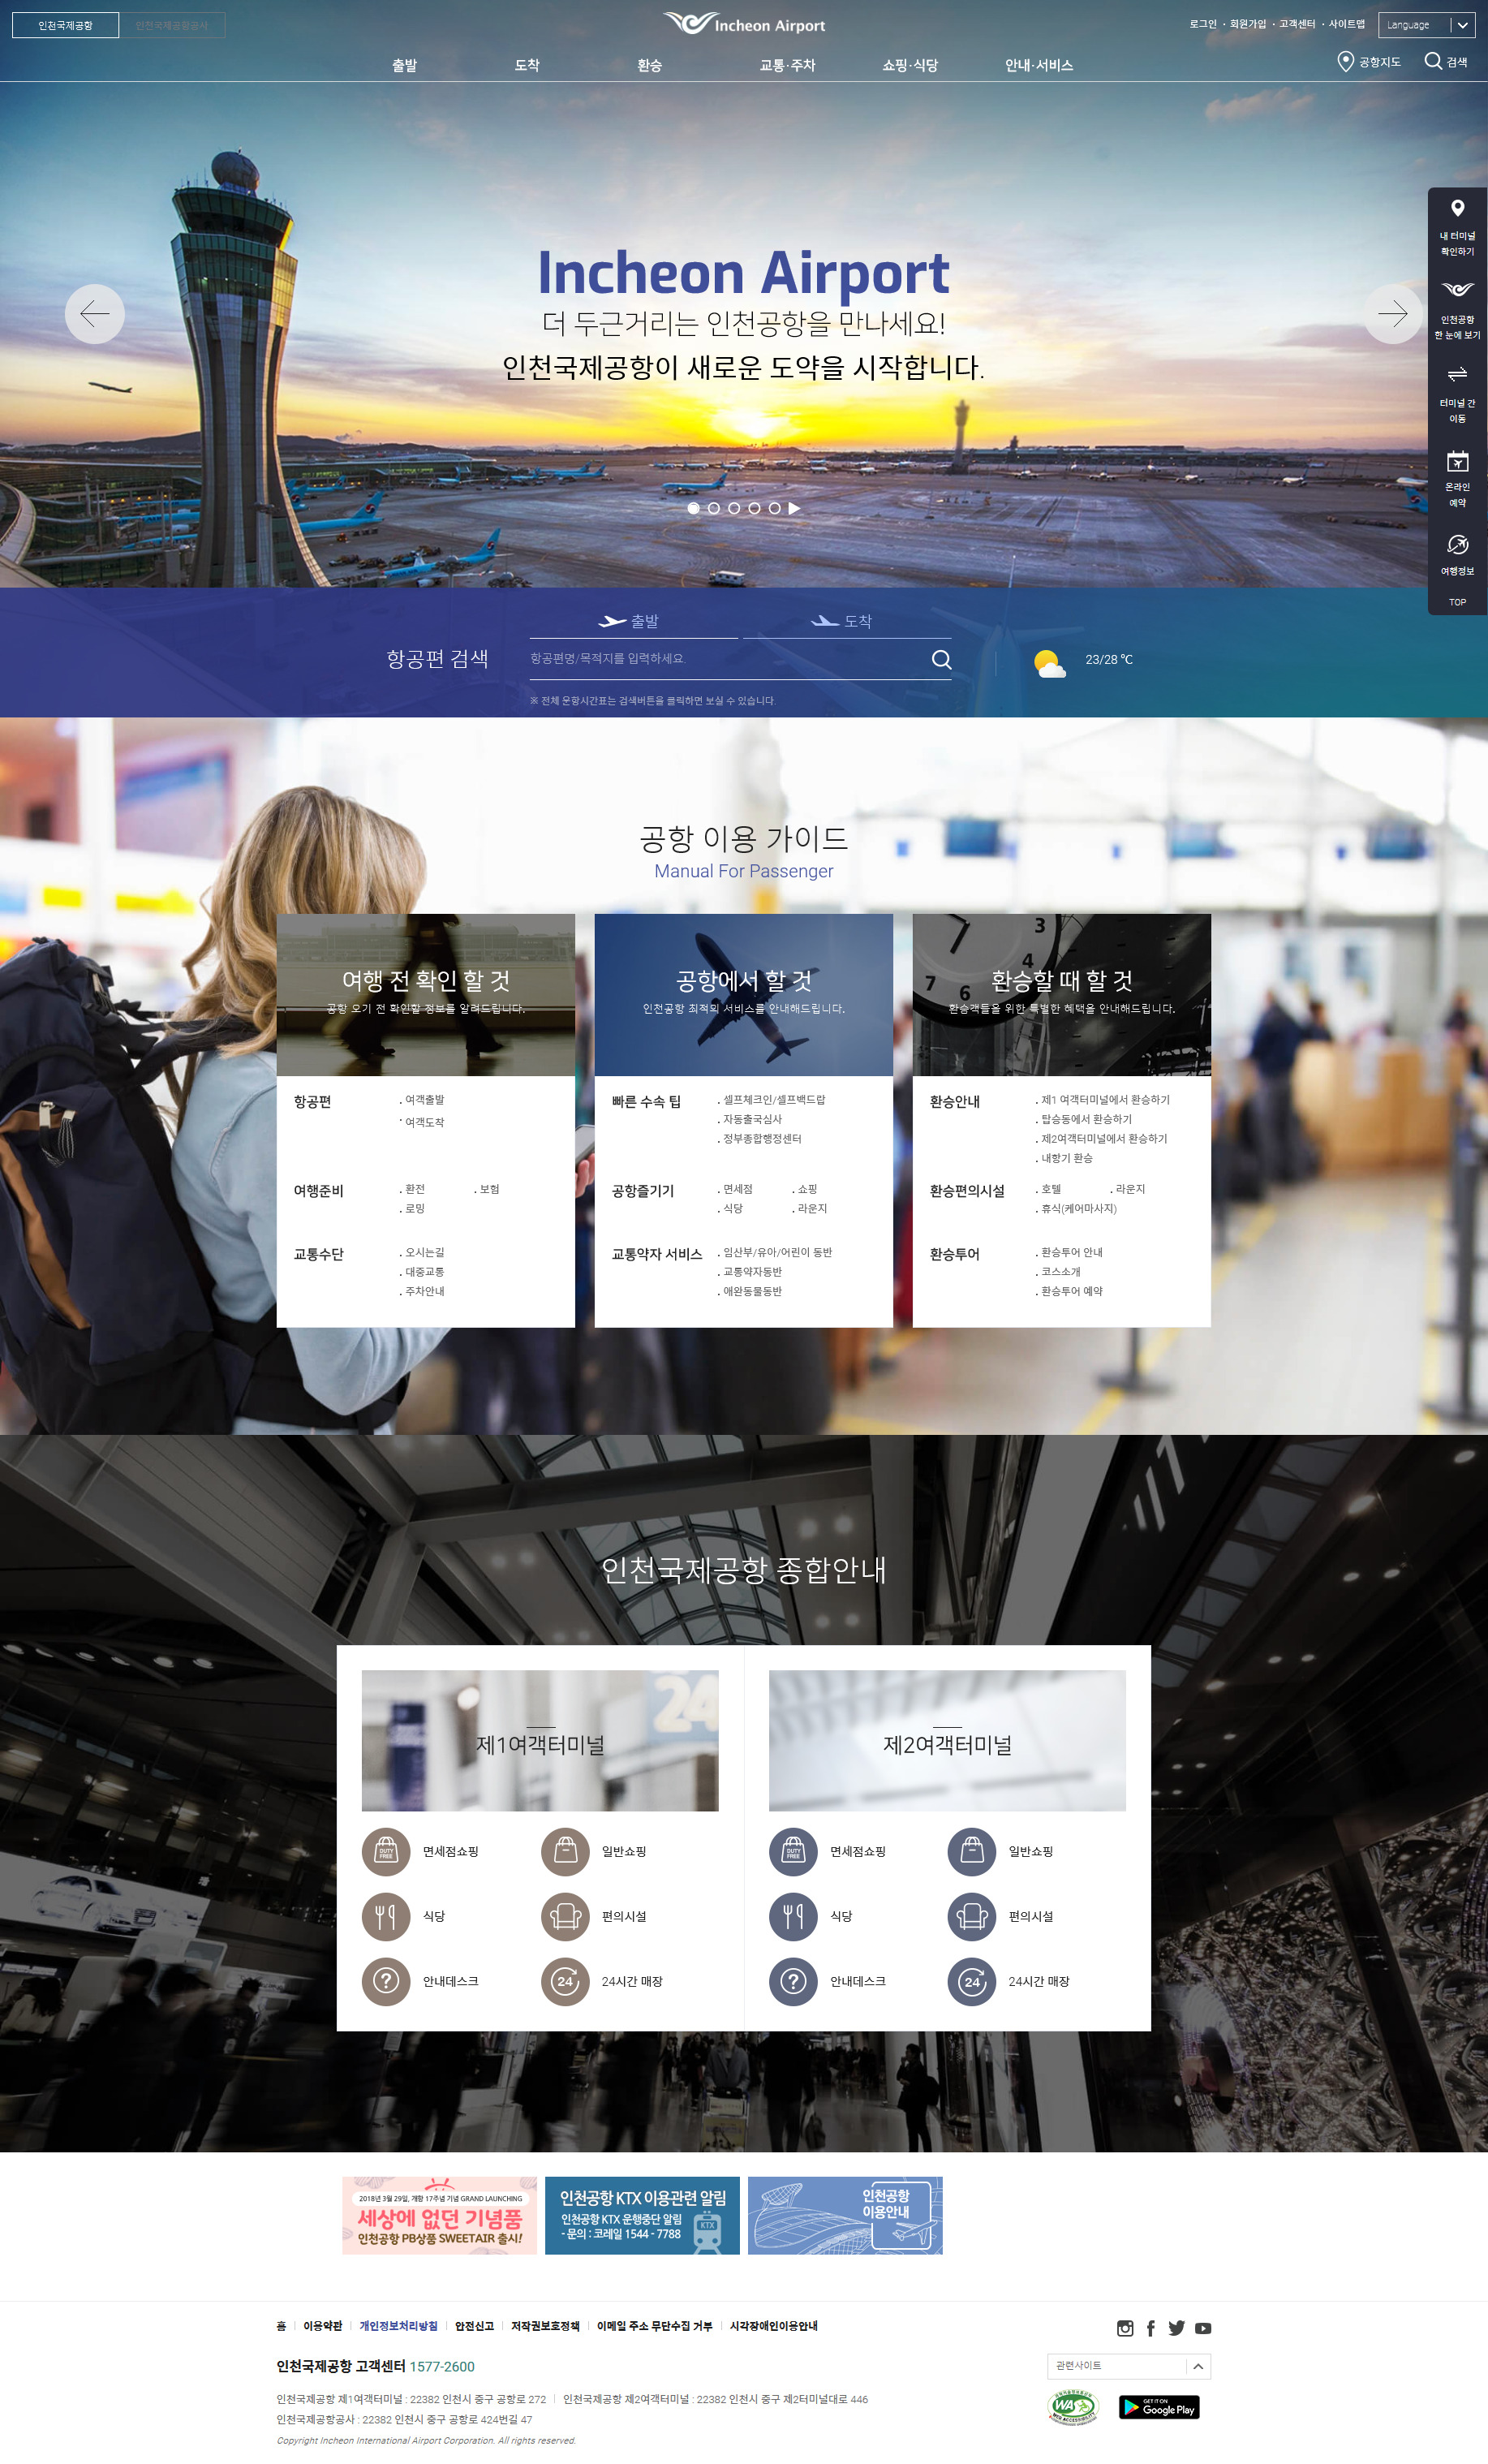 인천국제공항
인천국제공항공사
Incheon Airport
로그인 · 회원가입 · 고객센터 · 사이트맵
Language
출발
도착
환승
교통·주차
쇼핑·식당
안내·서비스
공항지도
검색
Incheon Airport
더 두근거리는 인천공항을 만나세요!
인천국제공항이 새로운 도약을 시작합니다.
내 터미널
확인하기
인천공항
한 눈에 보기
터미널 간
이동
온라인
예약
여행정보
TOP
항공편 검색
출발
도착
항공편명/목적지를 입력하세요.
※ 전체 운항시간표는 검색버튼을 클릭하면 보실 수 있습니다.
23/28 ℃
공항 이용 가이드
Manual For Passenger
여행 전 확인 할 것
공항 오기 전 확인할 정보를 알려드립니다.
항공편
여객출발
여객도착
여행준비
환전
보험
로밍
교통수단
오시는길
대중교통
주차안내
공항에서 할 것
인천공항 최적의 서비스를 안내해드립니다.
빠른 수속 팁
셀프체크인/셀프백드랍
자동출국심사
정부종합행정센터
공항즐기기
면세점
쇼핑
식당
라운지
교통약자 서비스
임산부/유아/어린이 동반
교통약자동반
애완동물동반
환승할 때 할 것
환승객들을 위한 특별한 혜택을 안내해드립니다.
환승안내
제1 여객터미널에서 환승하기
탑승동에서 환승하기
제2여객터미널에서 환승하기
내항기 환승
환승편의시설
호텔
라운지
휴식(케어마사지)
환승투어
환승투어 안내
코스소개
환승투어 예약
인천국제공항 종합안내
24
제1여객터미널
DUTY FREE
면세점쇼핑
일반쇼핑
식당
편의시설
?
안내데스크
24
24시간 매장
제2여객터미널
DUTY FREE
면세점쇼핑
일반쇼핑
식당
편의시설
?
안내데스크
24
24시간 매장
2018년 3월 29일, 개항 17주년 기념 GRAND LAUNCHING
세상에 없던 기념품
인천공항 PB상품 SWEETAIR 출시!
인천공항 KTX 이용관련 알림
인천공항 KTX 운행중단 알림
- 문의 : 코레일 1544 - 7788
KTX
인천공항
이용안내
홈 | 이용약관 | 개인정보처리방침 | 안전신고 | 저작권보호정책 | 이메일 주소 무단수집 거부 | 시각장애인이용안내
인천국제공항 고객센터 1577-2600
인천국제공항 제1여객터미널 : 22382 인천시 중구 공항로 272 | 인천국제공항 제2여객터미널 : 22382 인천시 중구 제2터미널대로 446
인천국제공항공사 : 22382 인천시 중구 공항로 424번길 47
Copyright Incheon International Airport Corporation. All rights reserved.
관련사이트
WA
WEB ACCESSIBILITY
GET IT ON
Google Play